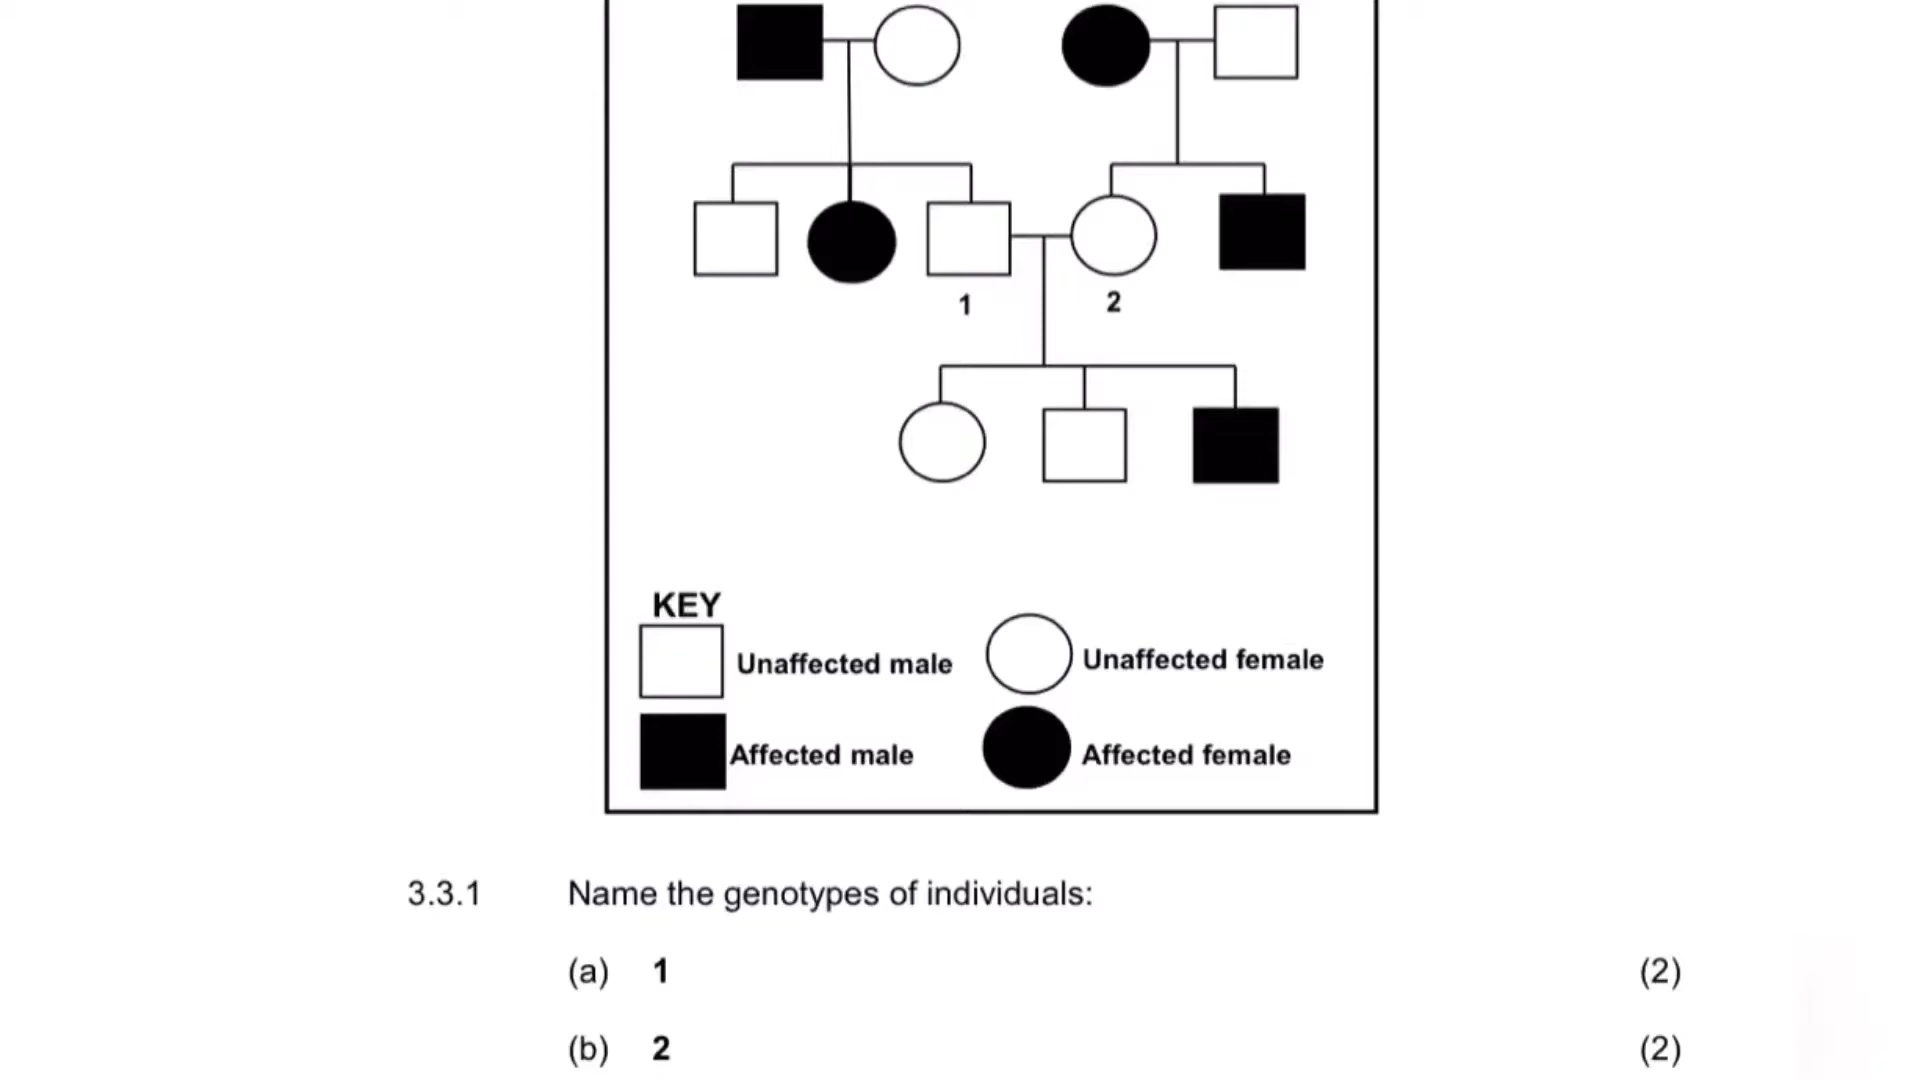 1
2
KEY
Unaffected male Unaffected female
Affected male Affected female
3.3.1 Name the genotypes of individuals:
(a) 1 (2)
(b) 2 (2)